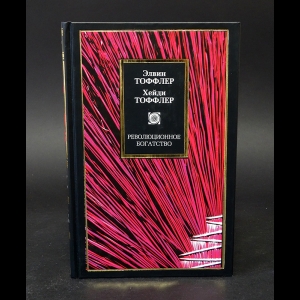 Элвин
ТОФФЛЕР
Хейди
ТОФФЛЕР
РЕВОЛЮЦИОННОЕ
БОГАТСТВО